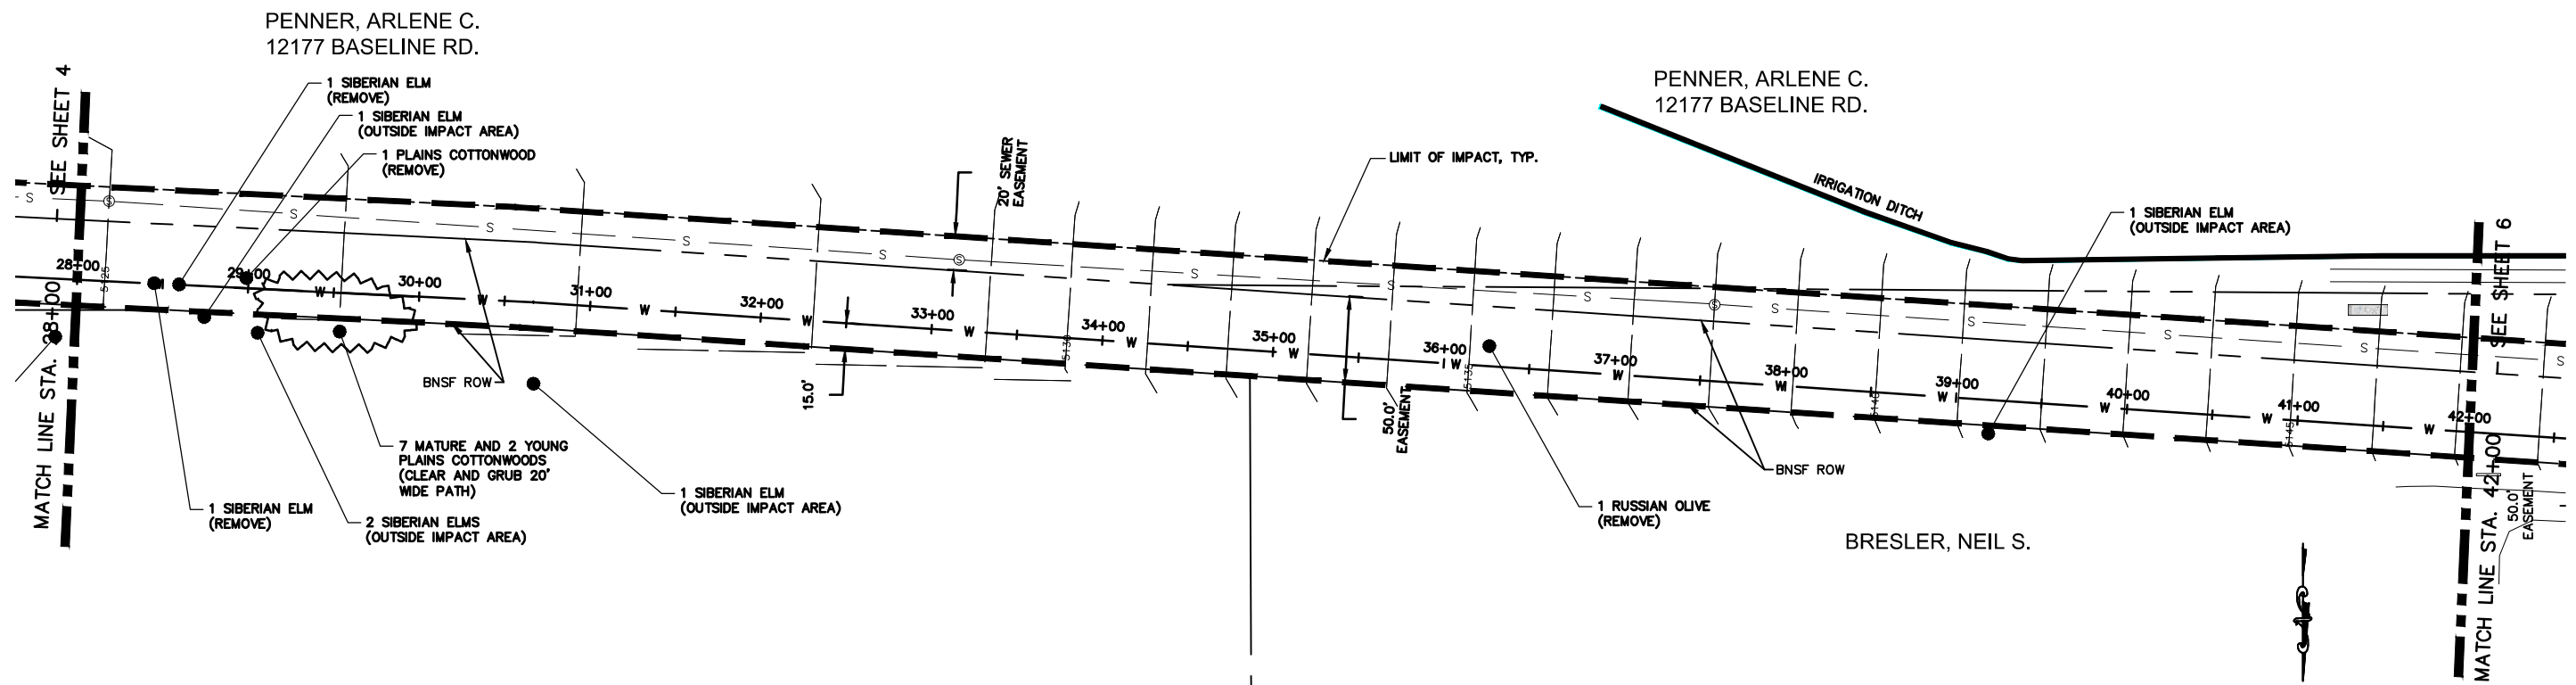 PENNER, ARLENE C.
12177 BASELINE RD.
PENNER, ARLENE C.
12177 BASELINE RD.
MATCH LINE STA. 28+00 - SEE SHEET 4
1 SIBERIAN ELM
(REMOVE)
1 SIBERIAN ELM
(OUTSIDE IMPACT AREA)
1 PLAINS COTTONWOOD
(REMOVE)
20' SEWER
EASEMENT
LIMIT OF IMPACT, TYP.
IRRIGATION DITCH
1 SIBERIAN ELM
(OUTSIDE IMPACT AREA)
MATCH LINE STA. 42+00 - SEE SHEET 6
S S S S S S S S S S S S S
S S S S
28+00 29+00 30+00 31+00 32+00 33+00 34+00 35+00 36+00 37+00 38+00 39+00 40+00 41+00 42+00
W W W W W W W W W W W W W W
5125
5130
5135
5140
5145
15.0'
50.0'
EASEMENT
BNSF ROW
BNSF ROW
7 MATURE AND 2 YOUNG
PLAINS COTTONWOODS
(CLEAR AND GRUB 20'
WIDE PATH)
1 SIBERIAN ELM
(REMOVE)
2 SIBERIAN ELMS
(OUTSIDE IMPACT AREA)
1 SIBERIAN ELM
(OUTSIDE IMPACT AREA)
1 RUSSIAN OLIVE
(REMOVE)
BRESLER, NEIL S.
50.0'
EASEMENT